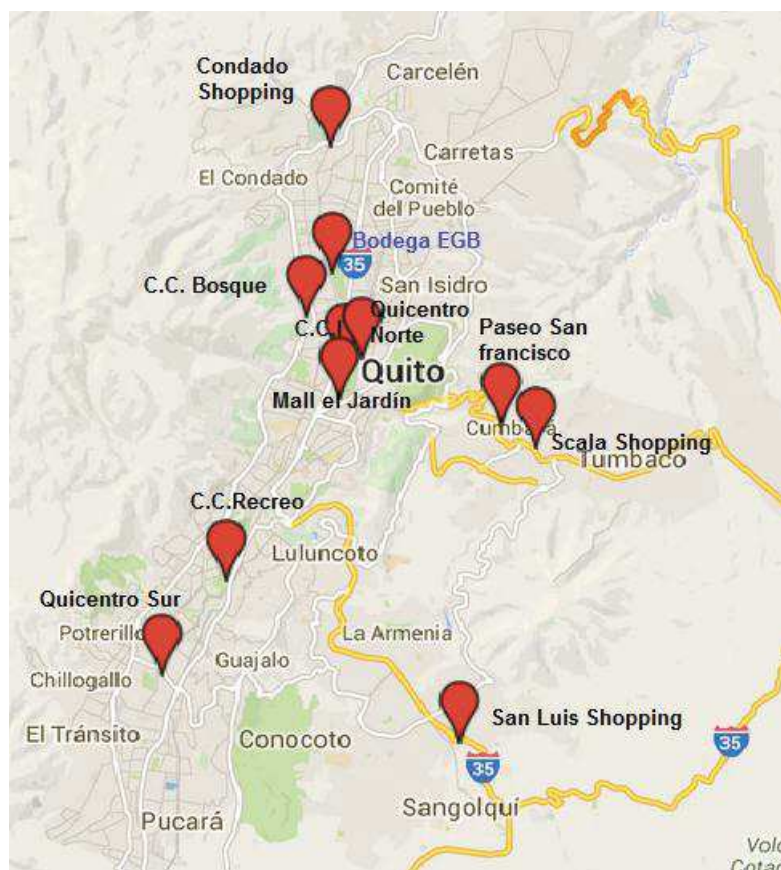 Condado
Shopping
Carcelén
Carretas
El Condado
Comité
del Pueblo
Bodega EGB
35
San Isidro
C.C. Bosque
Quicentro
Norte
C.C.
Paseo San
francisco
Quito
Mall el Jardín
Scala Shopping
Tumbaco
C.C.Recreo
Luluncoto
Quicentro Sur
La Armenia
Guajalo
Chillogallo
San Luis Shopping
El Tránsito
Conocoto
35
35
Sangolquí
Pucará